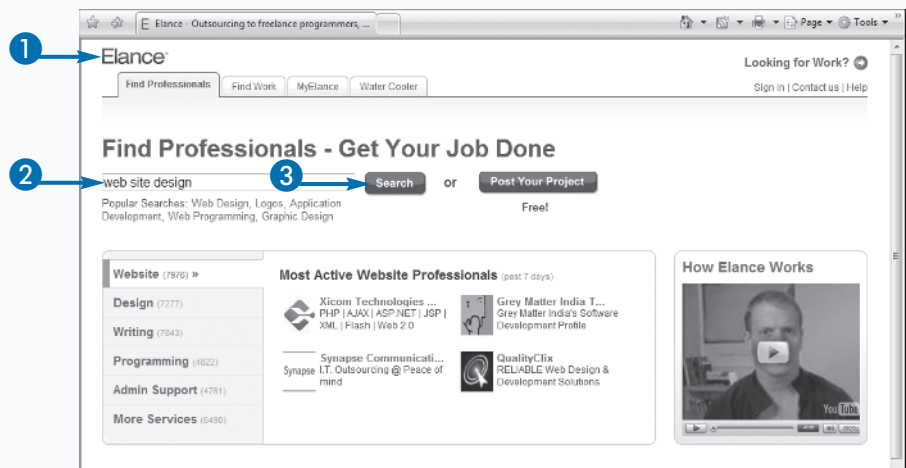 E Elance - Outsourcing to freelance programmers, ...
Page Tools »
1
Elance
Looking for Work?
Find Professionals Find Work MyElance Water Cooler
Sign in | Contact us | Help
Find Professionals - Get Your Job Done
2 web site design 3 Search or Post Your Project
Popular Searches: Web Design, Logos, Application
Development, Web Programming, Graphic Design
Free!
Website (7976) »
Design (7277)
Writing (7843)
Programming (4822)
Admin Support (4761)
More Services (6490)
Most Active Website Professionals (past 7 days)
Xicom Technologies ...
PHP | AJAX | ASP.NET | JSP |
XML | Flash | Web 2.0
Grey Matter India T...
Grey Matter India's Software
Development Profile
Synapse
Synapse Communicati...
I.T. Outsourcing @ Peace of
mind
QualityClix
RELIABLE Web Design &
Development Solutions
How Elance Works
YouTube